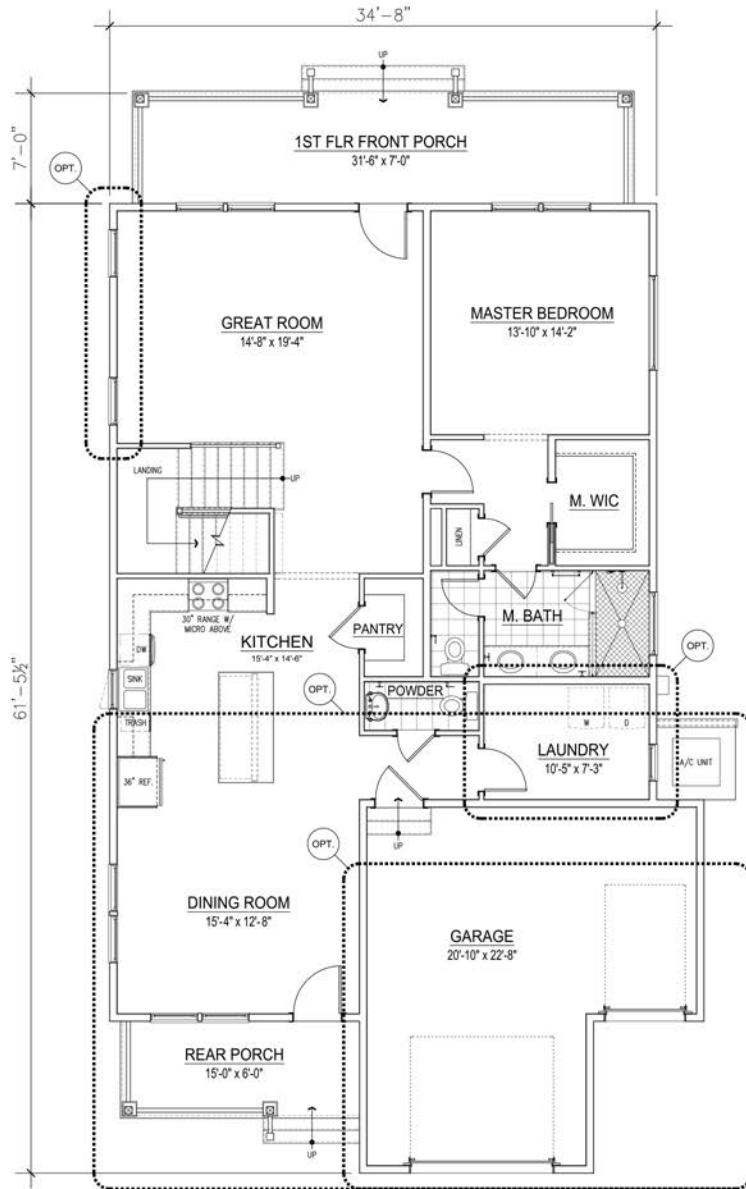 34'-8"
UP
7'-0"
1ST FLR FRONT PORCH
31'-6" x 7'-0"
OPT.
GREAT ROOM
14'-8" x 19'-4"
MASTER BEDROOM
13'-10" x 14'-2"
LANDING
UP
M. WIC
LINEN
30" RANGE W/
MICRO ABOVE
M. BATH
PANTRY
KITCHEN
15'-4" x 14'-6"
DW
SINK
TRASH
OPT.
POWDER
OPT.
61'-5½"
W
D
LAUNDRY
10'-5" x 7'-3"
A/C UNIT
36" REF.
UP
OPT.
DINING ROOM
15'-4" x 12'-8"
GARAGE
20'-10" x 22'-8"
REAR PORCH
15'-0" x 6'-0"
UP